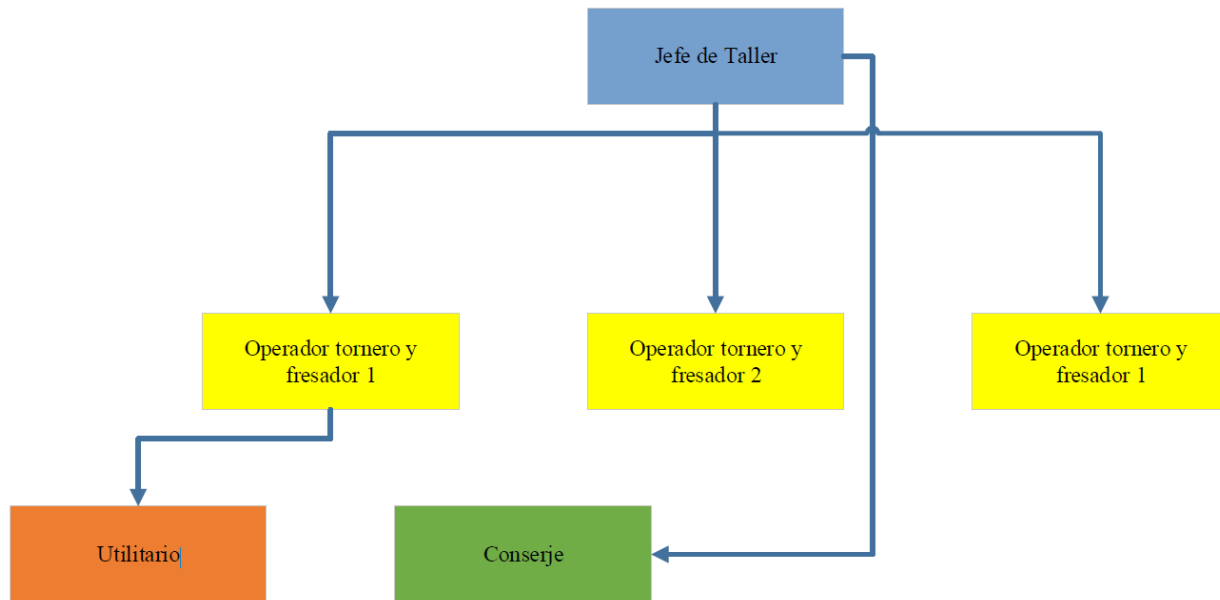 Jefe de Taller
Operador tornero y
fresador 1
Operador tornero y
fresador 2
Operador tornero y
fresador 1
Utilitario
Conserje